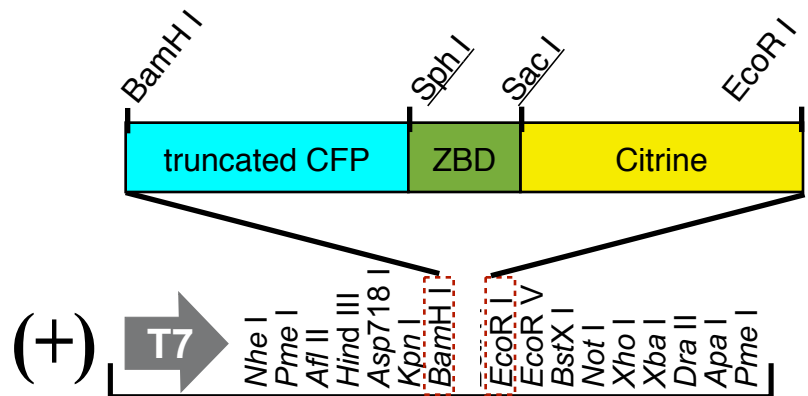 BamH I Sph I Sac I EcoR I
truncated CFP ZBD Citrine
(+) T7 Nhe I Pme I Afl II Hind III Asp718 I Kpn I BamH I EcoR I EcoR V BstX I Not I Xho I Xba I Dra II Apa I Pme I